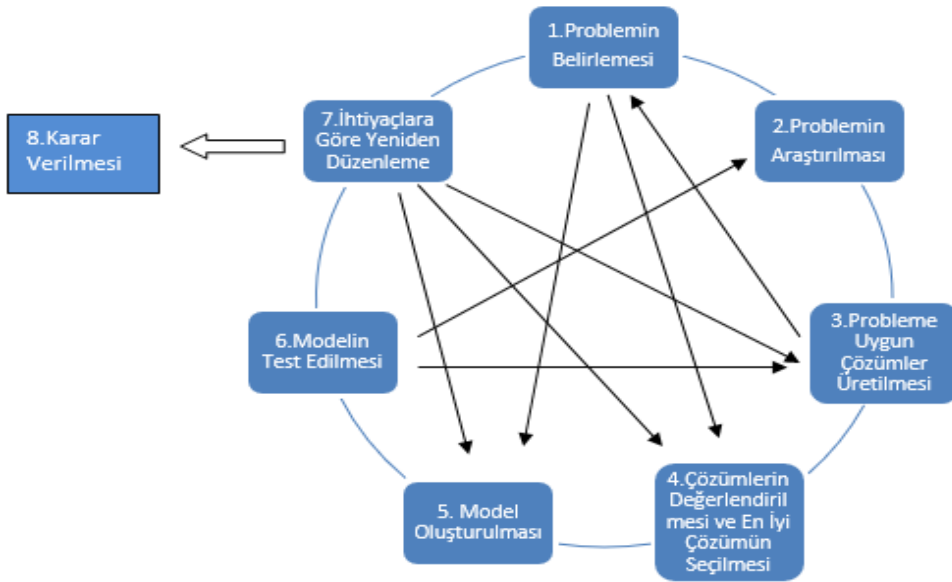 1.Problemin
Belirlemesi
2.Problemin
Araştırılması
3.Probleme
Uygun
Çözümler
Üretilmesi
4.Çözümlerin
Değerlendiril
mesi ve En İyi
Çözümün
Seçilmesi
5. Model
Oluşturulması
6.Modelin
Test Edilmesi
7.İhtiyaçlara
Göre Yeniden
Düzenleme
8.Karar
Verilmesi